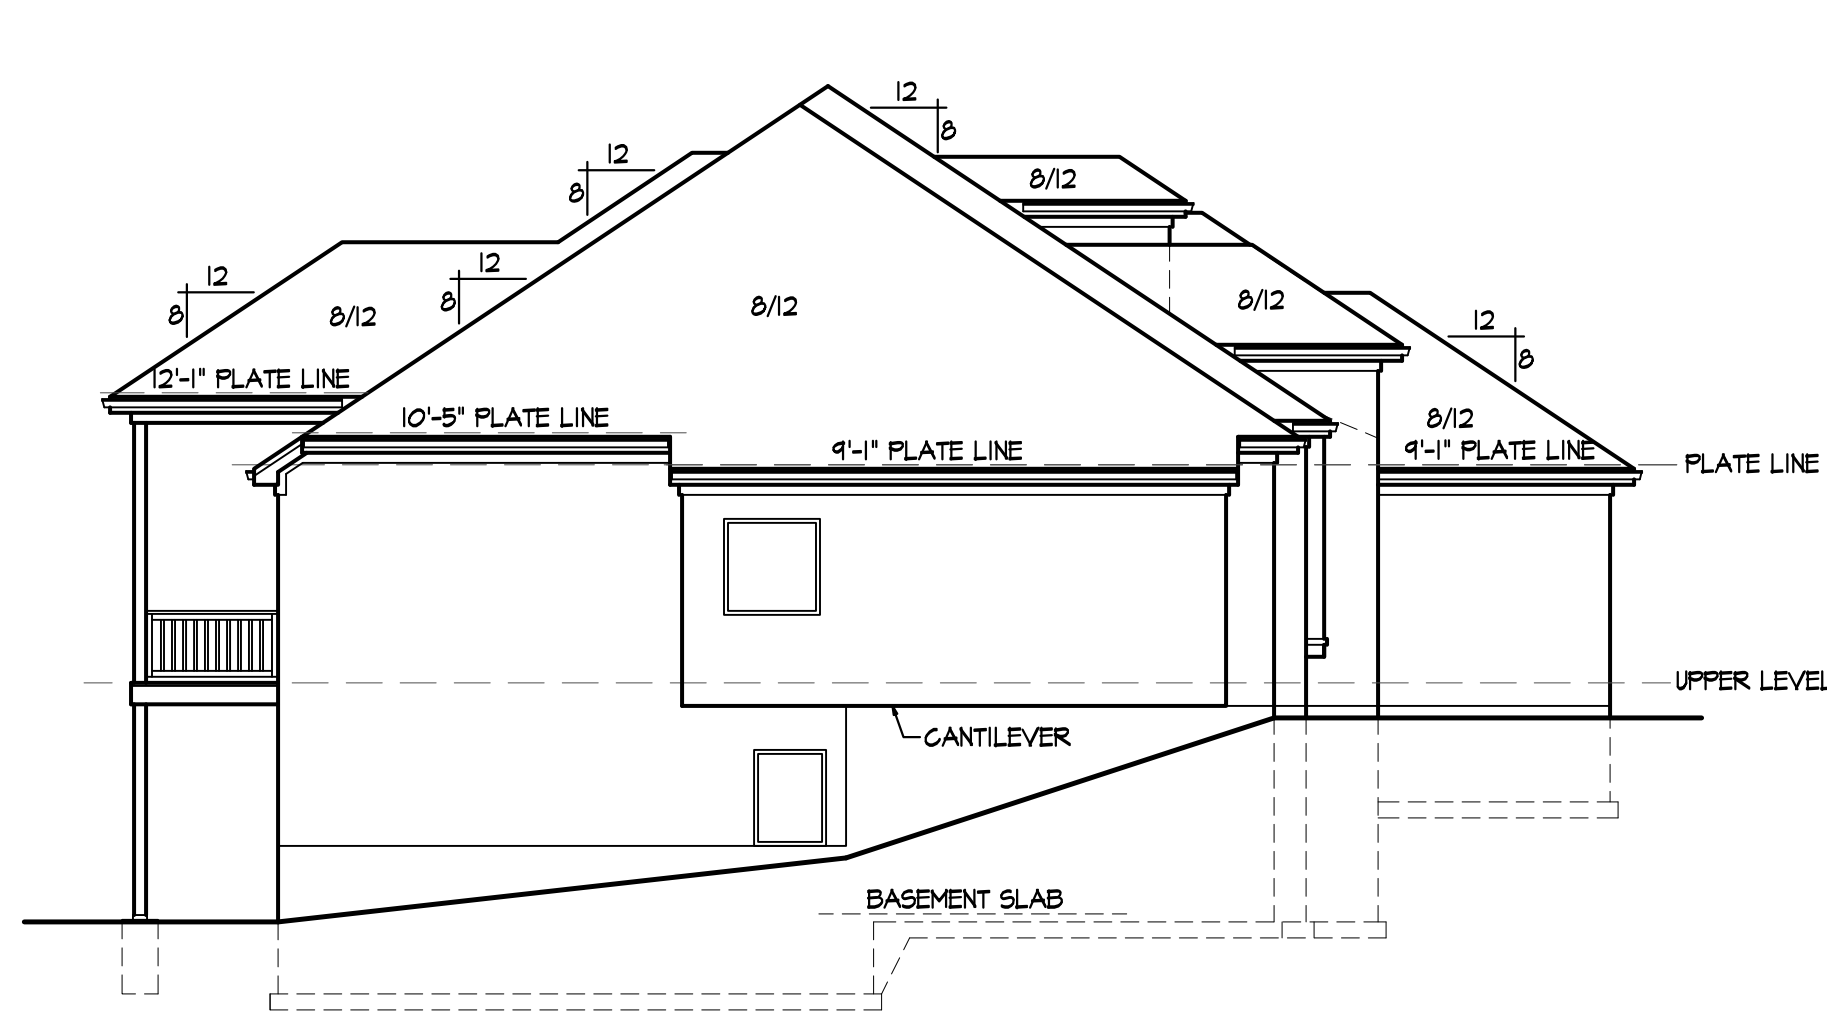 12
8
12
8
8/12
12
8
12
8
8/12
8/12
8/12
12
8
12'-1" PLATE LINE
10'-5" PLATE LINE
8/12
9'-1" PLATE LINE
9'-1" PLATE LINE
PLATE LINE
UPPER LEVEL
CANTILEVER
BASEMENT SLAB